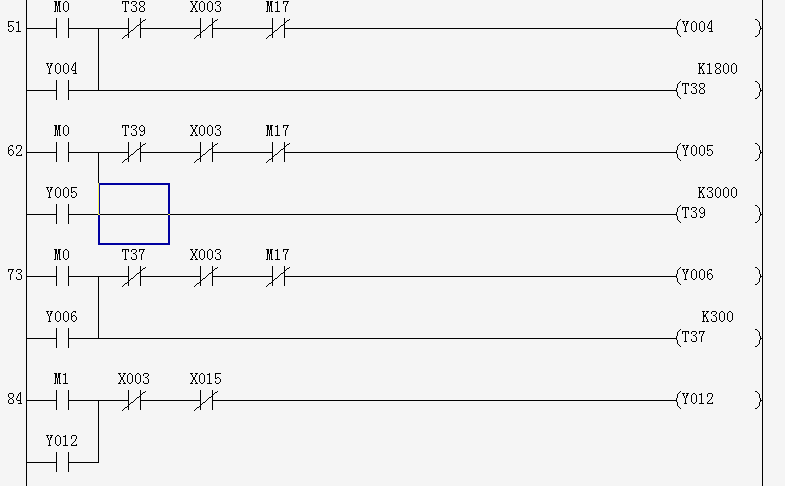 M0 T38 X003 M17
51 (Y004 )
Y004 K1800
(T38 )
M0 T39 X003 M17
62 (Y005 )
Y005 K3000
(T39 )
M0 T37 X003 M17
73 (Y006 )
Y006 K300
(T37 )
M1 X003 X015
84 (Y012 )
Y012